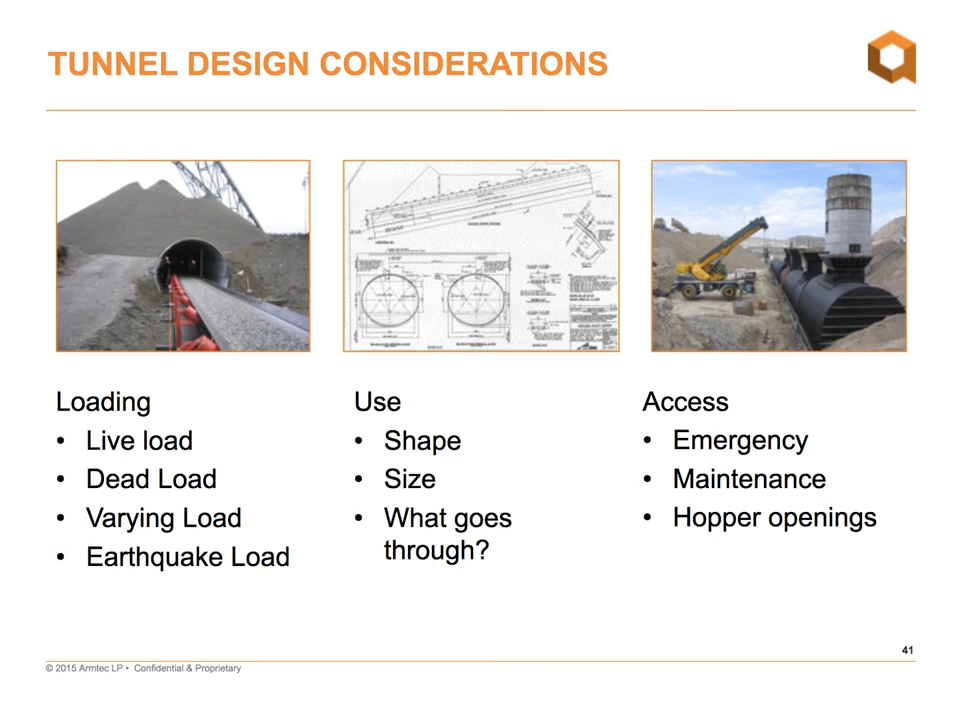 TUNNEL DESIGN CONSIDERATIONS
Loading
• Live load
• Dead Load
• Varying Load
• Earthquake Load
Use
• Shape
• Size
• What goes
through?
Access
• Emergency
• Maintenance
• Hopper openings
41
© 2015 Armtec LP • Confidential & Proprietary